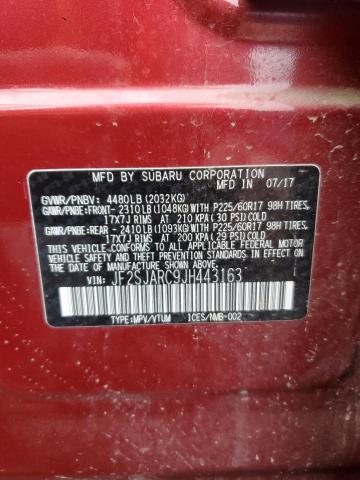 MFD BY SUBARU CORPORATION
MFD IN 07/17
GVWR/PNBV: 4480LB(2032KG)
GAWR/PNBE:FRONT- 2310LB(1048KG)WITH P225/60R17 98H TIRES,
17X7J RIMS AT 210 KPA(30 PSI)COLD
GAWR/PNBE:REAR - 2410LB(1093KG)WITH P225/60R17 98H TIRES,
17X7J RIMS AT 200 KPA(29 PSI)COLD
THIS VEHICLE CONFORMS TO ALL APPLICABLE FEDERAL MOTOR
VEHICLE SAFETY AND BUMPER STANDARDS IN EFFECT ON THE
DATE OF MANUFACTURE SHOWN ABOVE.
VIN: JF2SJARC9JH443163
TYPE:MPV/VTUM ICES/NMB-002